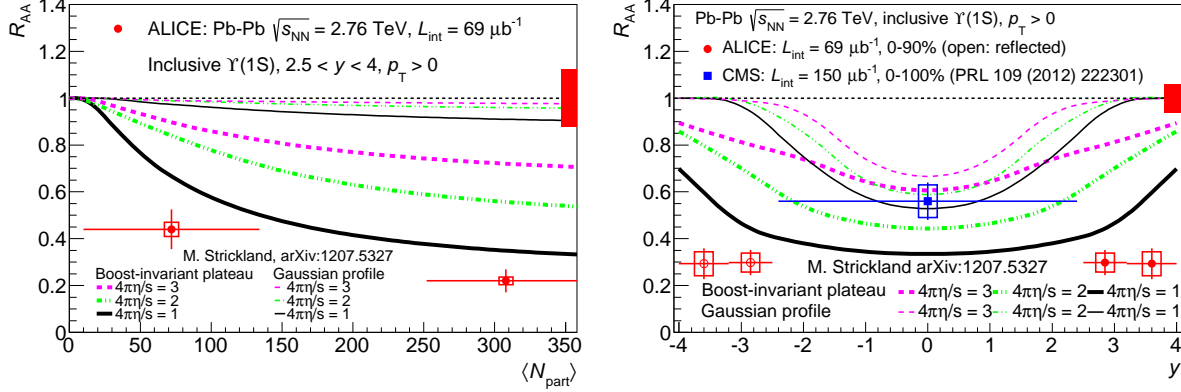 R_AA
1.4
1.2
1
0.8
0.6
0.4
0.2
0
ALICE: Pb-Pb √s_NN = 2.76 TeV, L_int = 69 μb⁻¹
Inclusive ϒ(1S), 2.5 < y < 4, p_T > 0
M. Strickland, arXiv:1207.5327
Boost-invariant plateau Gaussian profile
4πη/s = 3 4πη/s = 3
4πη/s = 2 4πη/s = 2
4πη/s = 1 4πη/s = 1
0 50 100 150 200 250 300 350
⟨N_part⟩
R_AA
1.4
1.2
1
0.8
0.6
0.4
0.2
0
Pb-Pb √s_NN = 2.76 TeV, inclusive ϒ(1S), p_T > 0
ALICE: L_int = 69 μb⁻¹, 0-90% (open: reflected)
CMS: L_int = 150 μb⁻¹, 0-100% (PRL 109 (2012) 222301)
M. Strickland arXiv:1207.5327
Boost-invariant plateau 4πη/s = 3 4πη/s = 2 4πη/s = 1
Gaussian profile 4πη/s = 3 4πη/s = 2 4πη/s = 1
-4 -3 -2 -1 0 1 2 3 4
y